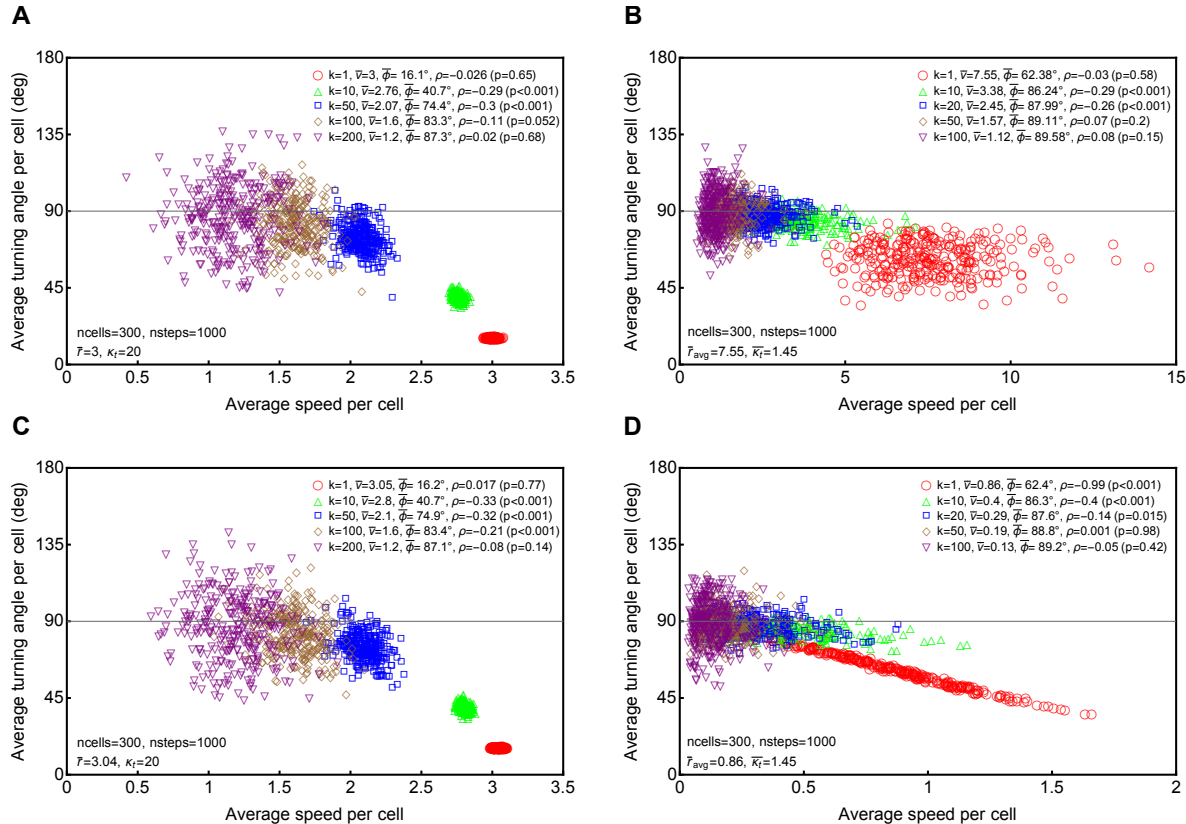 A
180
135
90
45
0
0
0.5
1
1.5
2
2.5
3
3.5
Average turning angle per cell (deg)
Average speed per cell
k=1, v̅=3, ϕ̅= 16.1°, ρ=−0.026 (p=0.65)
k=10, v̅=2.76, ϕ̅= 40.7°, ρ=−0.29 (p<0.001)
k=50, v̅=2.07, ϕ̅= 74.4°, ρ=−0.3 (p<0.001)
k=100, v̅=1.6, ϕ̅= 83.3°, ρ=−0.11 (p=0.052)
k=200, v̅=1.2, ϕ̅= 87.3°, ρ=0.02 (p=0.68)
ncells=300, nsteps=1000
r̅=3, κt=20
B
180
135
90
45
0
0
5
10
15
Average turning angle per cell (deg)
Average speed per cell
k=1, v̅=7.55, ϕ̅= 62.38°, ρ=−0.03 (p=0.58)
k=10, v̅=3.38, ϕ̅= 86.24°, ρ=−0.29 (p<0.001)
k=20, v̅=2.45, ϕ̅= 87.99°, ρ=−0.26 (p<0.001)
k=50, v̅=1.57, ϕ̅= 89.11°, ρ=0.07 (p=0.2)
k=100, v̅=1.12, ϕ̅= 89.58°, ρ=0.08 (p=0.15)
ncells=300, nsteps=1000
r̅avg=7.55, κ̅t=1.45
C
180
135
90
45
0
0
0.5
1
1.5
2
2.5
3
3.5
Average turning angle per cell (deg)
Average speed per cell
k=1, v̅=3.05, ϕ̅= 16.2°, ρ=0.017 (p=0.77)
k=10, v̅=2.8, ϕ̅= 40.7°, ρ=−0.33 (p<0.001)
k=50, v̅=2.1, ϕ̅= 74.9°, ρ=−0.32 (p<0.001)
k=100, v̅=1.6, ϕ̅= 83.4°, ρ=−0.21 (p<0.001)
k=200, v̅=1.2, ϕ̅= 87.1°, ρ=−0.08 (p=0.14)
ncells=300, nsteps=1000
r̅=3.04, κt=20
D
180
135
90
45
0
0
0.5
1
1.5
2
Average turning angle per cell (deg)
Average speed per cell
k=1, v̅=0.86, ϕ̅= 62.4°, ρ=−0.99 (p<0.001)
k=10, v̅=0.4, ϕ̅= 86.3°, ρ=−0.4 (p<0.001)
k=20, v̅=0.29, ϕ̅= 87.6°, ρ=−0.14 (p=0.015)
k=50, v̅=0.19, ϕ̅= 88.8°, ρ=0.001 (p=0.98)
k=100, v̅=0.13, ϕ̅= 89.2°, ρ=−0.05 (p=0.42)
ncells=300, nsteps=1000
r̅avg=0.86, κ̅t=1.45